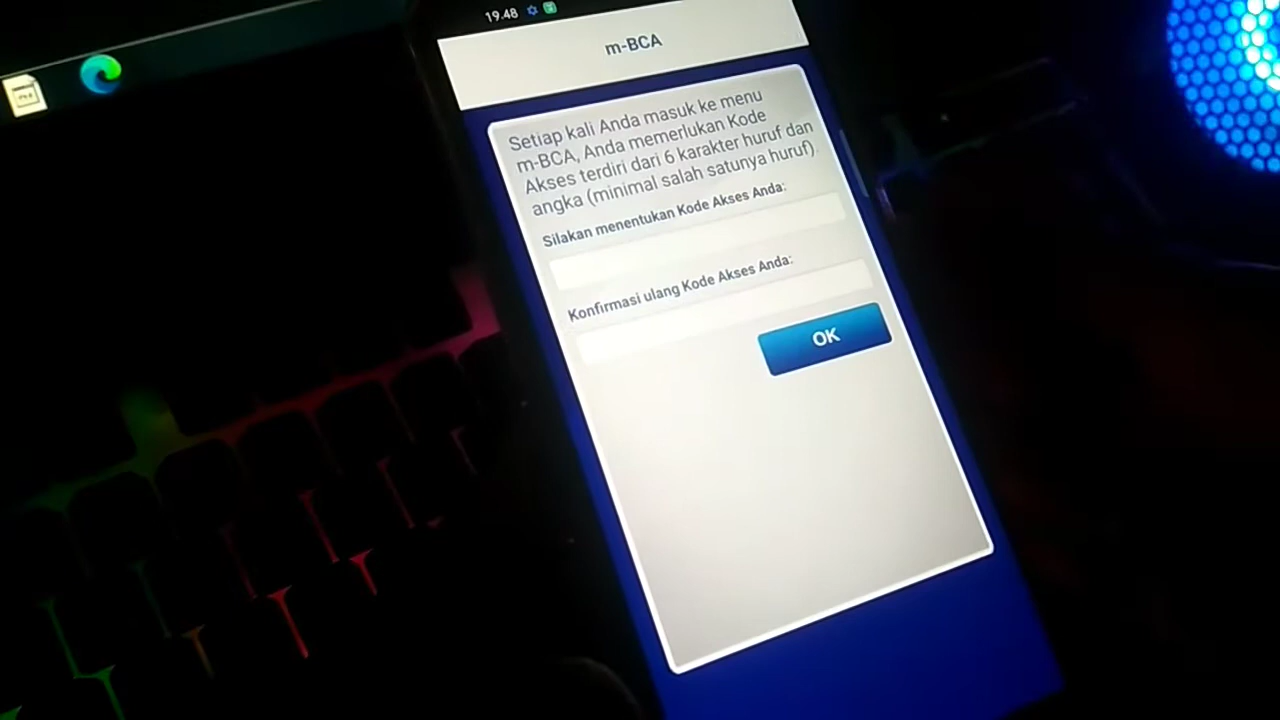 19.48
m-BCA
Setiap kali Anda masuk ke menu
m-BCA, Anda memerlukan Kode
Akses terdiri dari 6 karakter huruf dan
angka (minimal salah satunya huruf).
Silakan menentukan Kode Akses Anda:
Konfirmasi ulang Kode Akses Anda:
OK